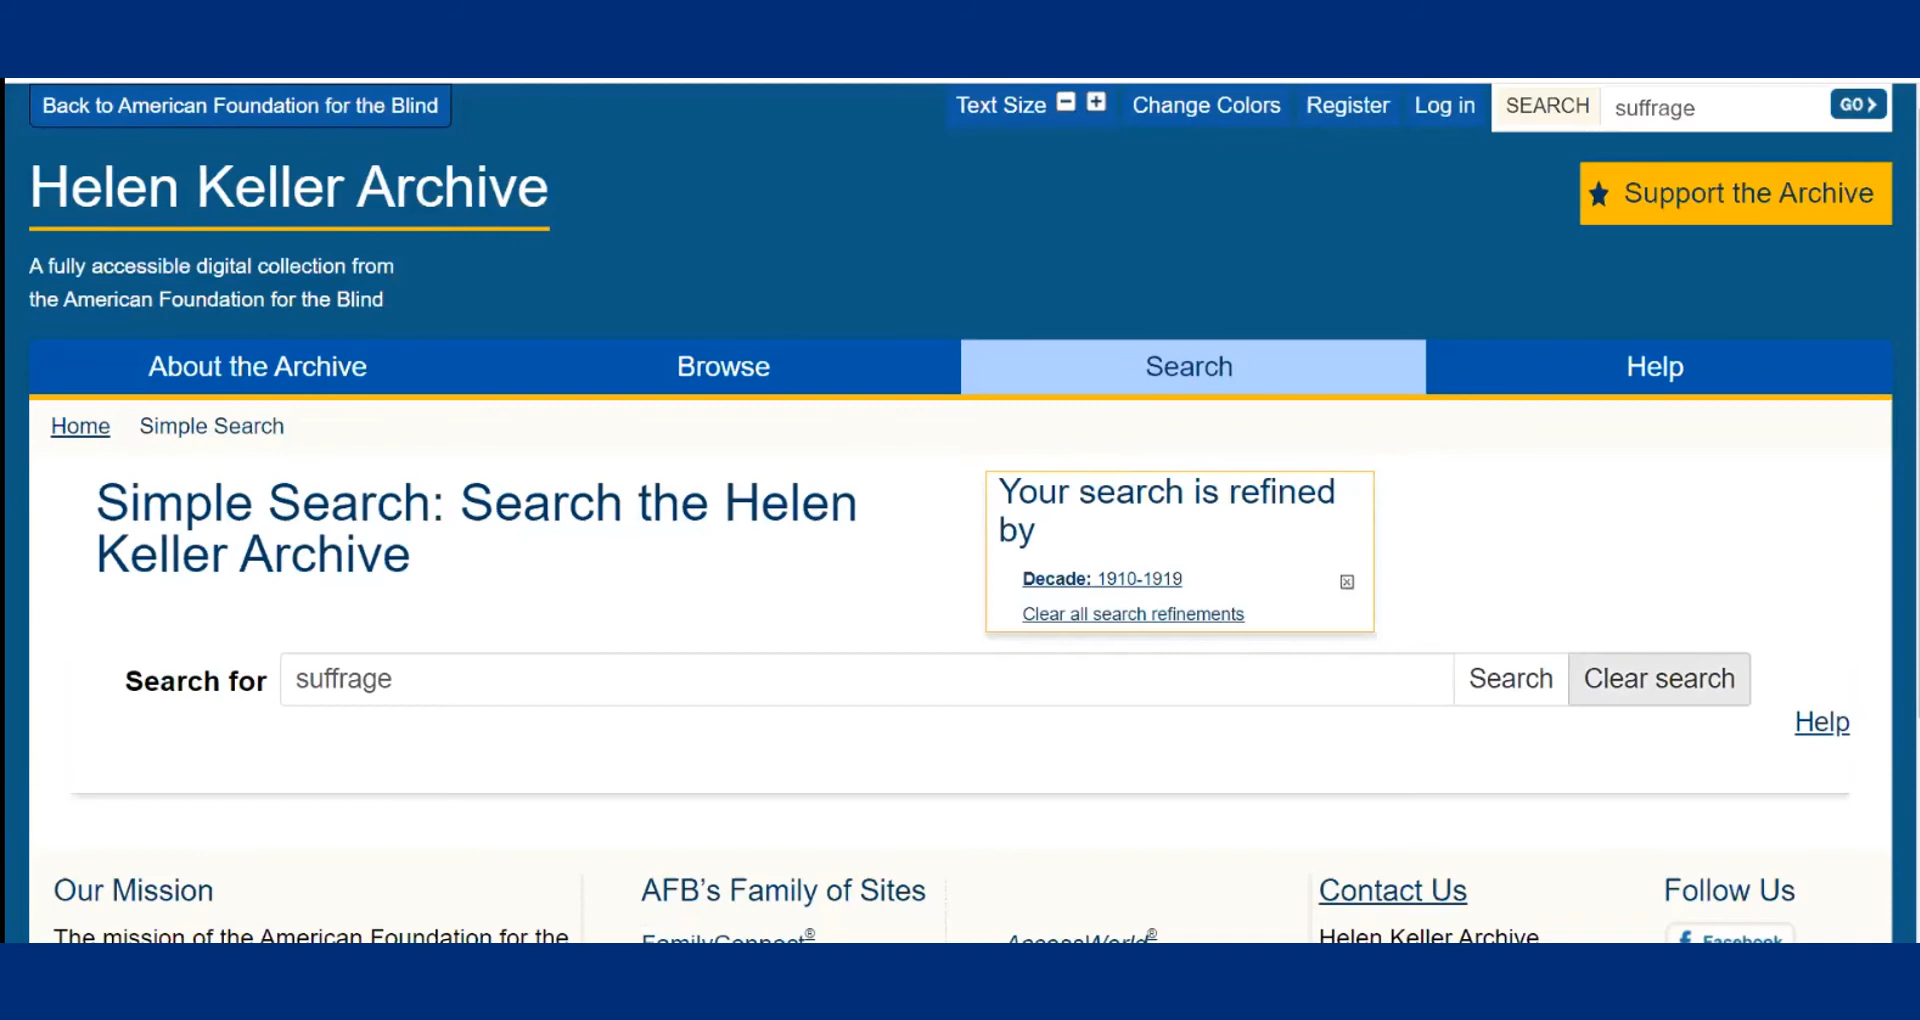 Back to American Foundation for the Blind
Text Size
Change Colors
Register
Log in
SEARCH
suffrage
GO
Helen Keller Archive
Support the Archive
A fully accessible digital collection from
the American Foundation for the Blind
About the Archive
Browse
Search
Help
Home
Simple Search
Simple Search: Search the Helen
Keller Archive
Your search is refined
by
Decade: 1910-1919
Clear all search refinements
Search for
suffrage
Search
Clear search
Help
Our Mission
The mission of the American Foundation for the
AFB's Family of Sites
FamilyConnect®
AccessWorld®
Contact Us
Helen Keller Archive
Follow Us
Facebook